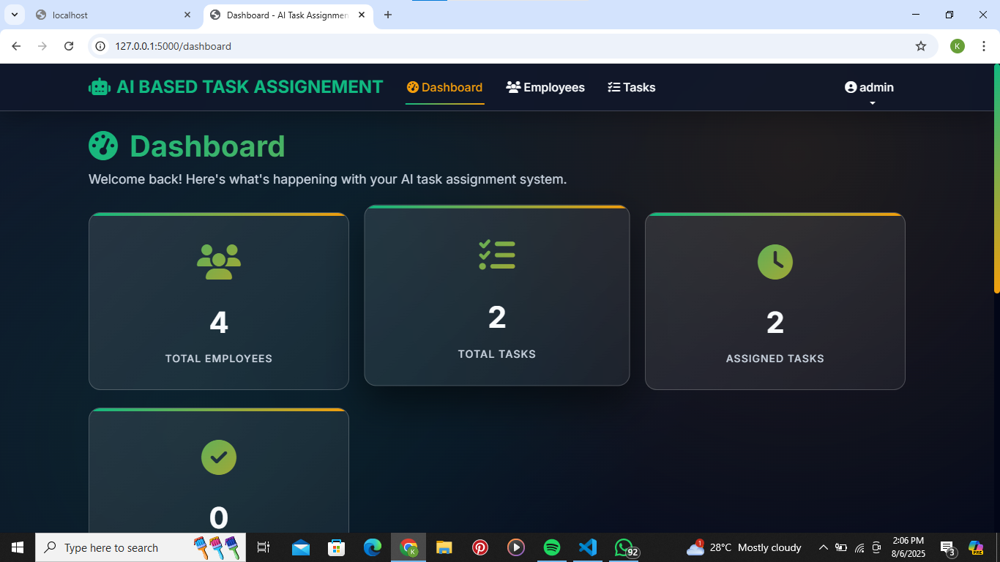 localhost
Dashboard - AI Task Assignmen
127.0.0.1:5000/dashboard
K
AI BASED TASK ASSIGNEMENT
Dashboard
Employees
Tasks
admin
Dashboard
Welcome back! Here's what's happening with your AI task assignment system.
4
TOTAL EMPLOYEES
2
TOTAL TASKS
2
ASSIGNED TASKS
0
Type here to search
K
92
1
28°C Mostly cloudy
2:06 PM
8/6/2025
3
PRE